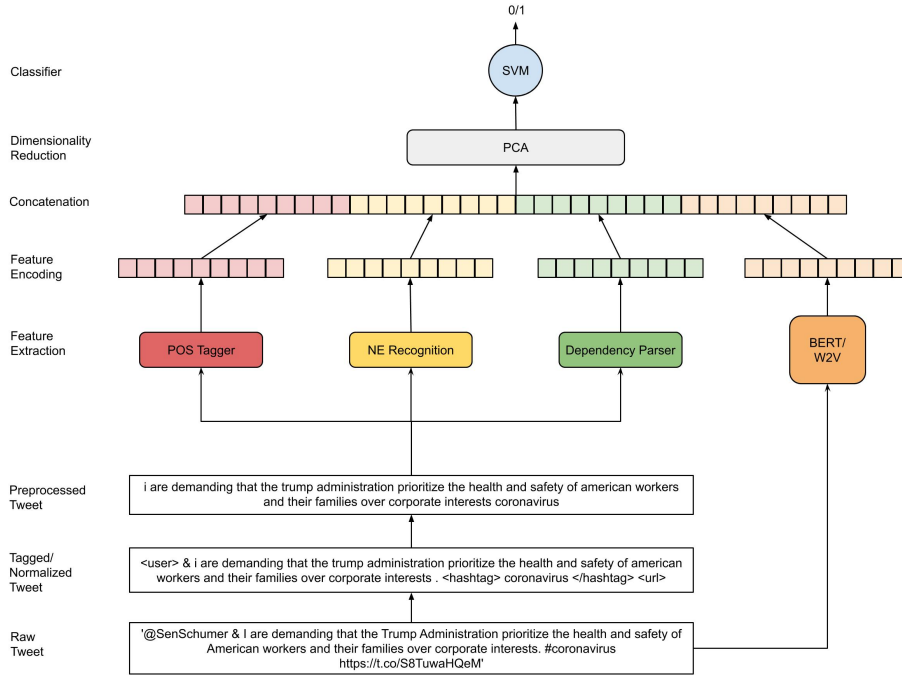 0/1
Classifier
SVM
Dimensionality
Reduction
PCA
Concatenation
Feature
Encoding
Feature
Extraction
POS Tagger
NE Recognition
Dependency Parser
BERT/
W2V
Preprocessed
Tweet
i are demanding that the trump administration prioritize the health and safety of american workers
and their families over corporate interests coronavirus
Tagged/
Normalized
Tweet
<user> & i are demanding that the trump administration prioritize the health and safety of american
workers and their families over corporate interests . <hashtag> coronavirus </hashtag> <url>
Raw
Tweet
'@SenSchumer & I are demanding that the Trump Administration prioritize the health and safety of
American workers and their families over corporate interests. #coronavirus
https://t.co/S8TuwaHQeM'